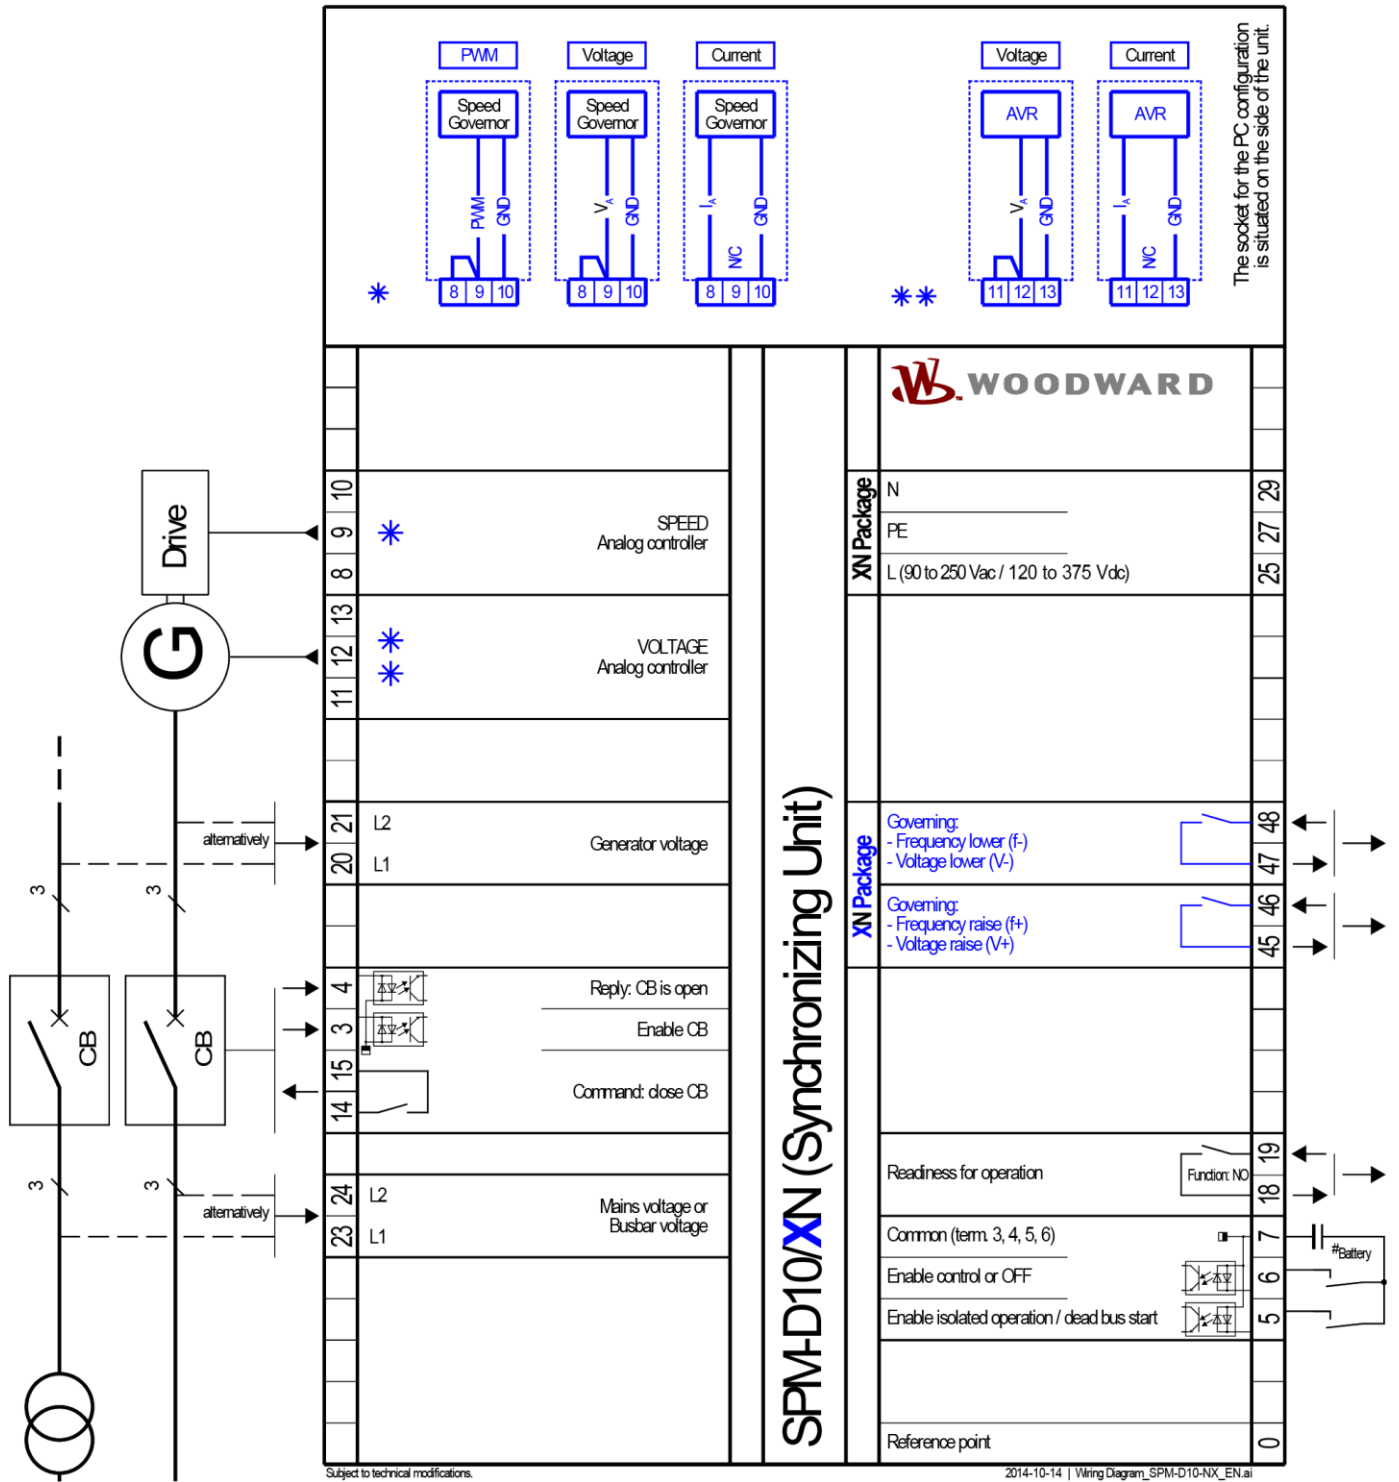 PWM
Voltage
Current
Voltage
Current
Speed
Governor
Speed
Governor
Speed
Governor
AVR
AVR
PWM
GND
VA
GND
IA
N/C
GND
VA
GND
IA
N/C
GND
8 9 10
8 9 10
8 9 10
11 12 13
11 12 13
The socket for the PC configuration
is situated on the side of the unit.
*
**
WOODWARD
Drive
G
10
9
8
*
SPEED
Analog controller
13
12
11
*
*
VOLTAGE
Analog controller
alternatively
21
20
L2
L1
Generator voltage
3
3
CB
CB
4
Reply: CB is open
3
Enable CB
15
14
Command: close CB
3
3
alternatively
24
23
L2
L1
Mains voltage or
Busbar voltage
SPM-D10/XN (Synchronizing Unit)
XN Package
N
29
PE
27
L (90 to 250 Vac / 120 to 375 Vdc)
25
XN Package
Governing:
- Frequency lower (f-)
- Voltage lower (V-)
48
47
Governing:
- Frequency raise (f+)
- Voltage raise (V+)
46
45
Readiness for operation
Function: NO
19
18
Common (term. 3, 4, 5, 6)
7
#Battery
Enable control or OFF
6
Enable isolated operation / dead bus start
5
Reference point
0
Subject to technical modifications.
2014-10-14 | Wiring Diagram_SPM-D10-NX_EN.ai